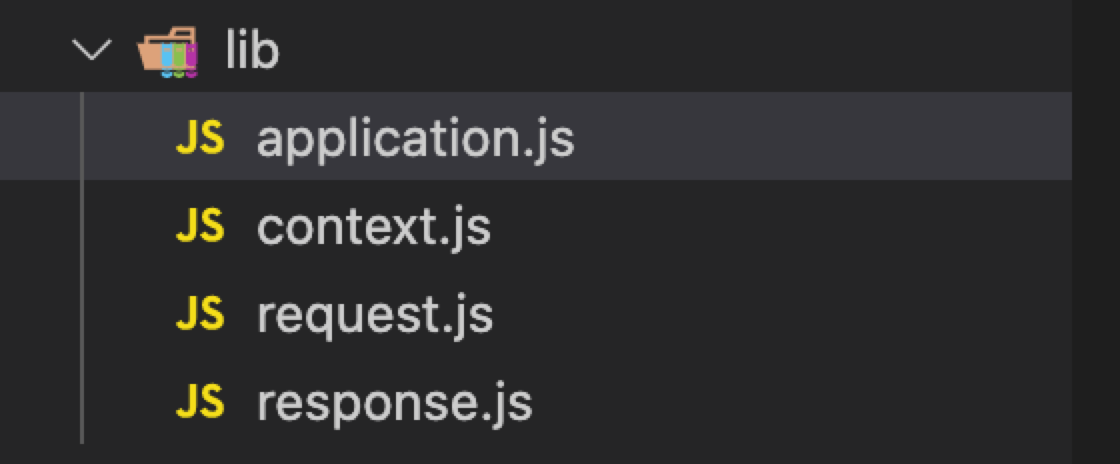 lib
JS application.js
JS context.js
JS request.js
JS response.js